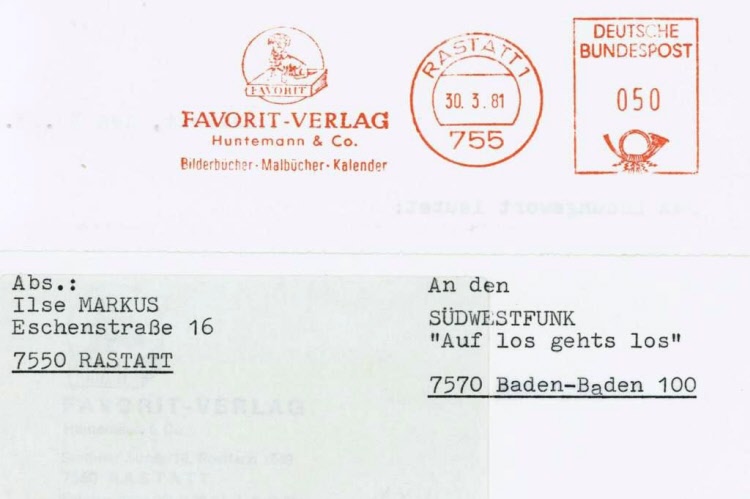 FAVORIT
FAVORIT-VERLAG
Huntemann & Co.
Bilderbücher · Malbücher · Kalender
RASTATT 1
30. 3. 81
755
DEUTSCHE
BUNDESPOST
050
Abs.:
Ilse MARKUS
Eschenstraße 16
7550 RASTATT
An den
SÜDWESTFUNK
"Auf los gehts los"
7570 Baden-Baden 100
FAVORIT-VERLAG
RASTATT